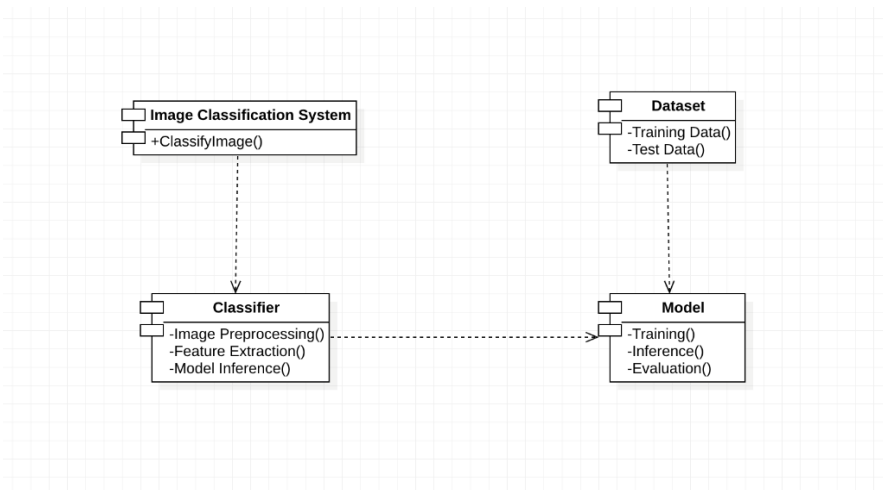 Image Classification System
+ClassifyImage()
Dataset
-Training Data()
-Test Data()
Classifier
-Image Preprocessing()
-Feature Extraction()
-Model Inference()
Model
-Training()
-Inference()
-Evaluation()